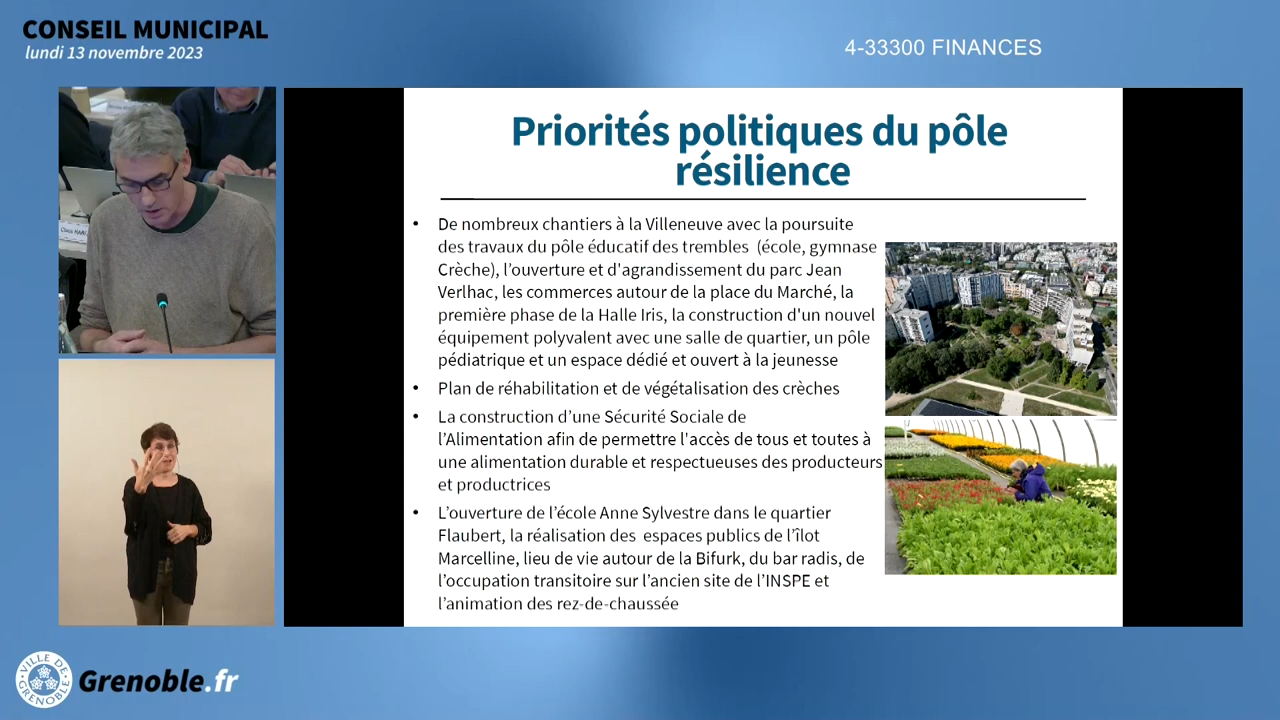 CONSEIL MUNICIPAL
lundi 13 novembre 2023
4-33300 FINANCES
Priorités politiques du pôle
résilience
• De nombreux chantiers à la Villeneuve avec la poursuite
des travaux du pôle éducatif des trembles (école, gymnase
Crèche), l'ouverture et d'agrandissement du parc Jean
Verlhac, les commerces autour de la place du Marché, la
première phase de la Halle Iris, la construction d'un nouvel
équipement polyvalent avec une salle de quartier, un pôle
pédiatrique et un espace dédié et ouvert à la jeunesse
• Plan de réhabilitation et de végétalisation des crèches
• La construction d'une Sécurité Sociale de
l'Alimentation afin de permettre l'accès de tous et toutes à
une alimentation durable et respectueuses des producteurs
et productrices
• L'ouverture de l'école Anne Sylvestre dans le quartier
Flaubert, la réalisation des espaces publics de l'îlot
Marcelline, lieu de vie autour de la Bifurk, du bar radis, de
l'occupation transitoire sur l'ancien site de l'INSPE et
l'animation des rez-de-chaussée
VILLE DE
GRENOBLE
Grenoble.fr